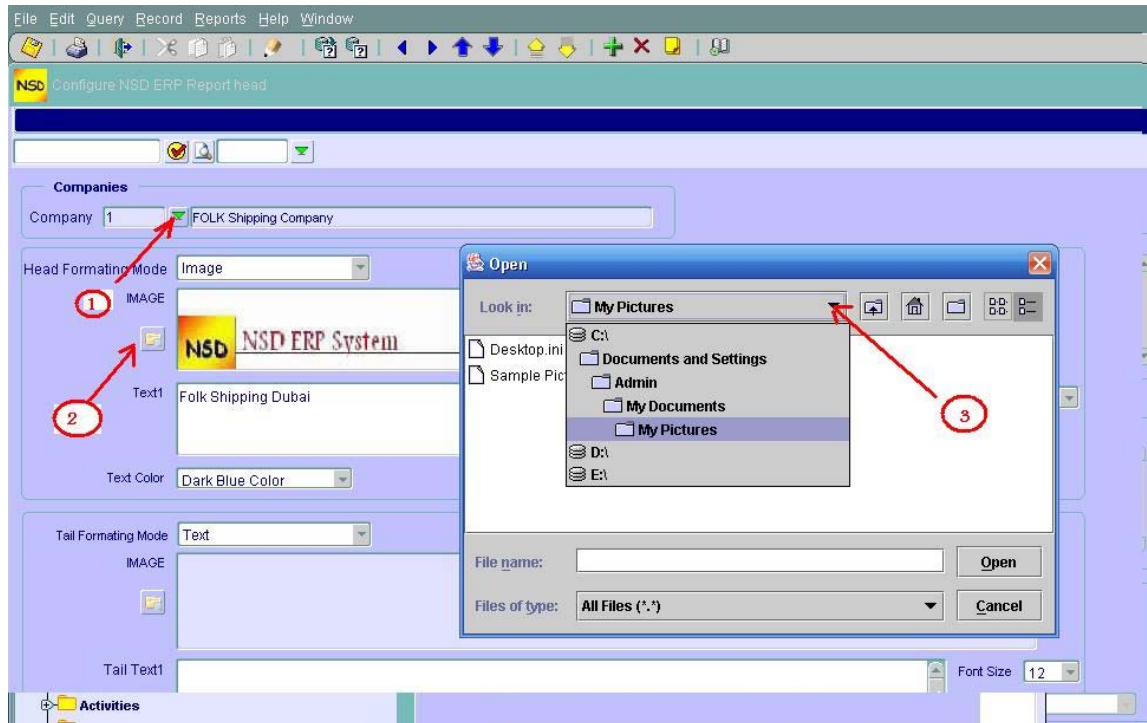 File Edit Query Record Reports Help Window
NSD Configure NSD ERP Report head
Companies
Company 1 FOLK Shipping Company
Head Formating Mode Image
IMAGE
1
NSD NSD ERP System
2
Text1 Folk Shipping Dubai
Text Color Dark Blue Color
Tail Formating Mode Text
IMAGE
Tail Text1
Font Size 12
Activities
Open
Look in: My Pictures
Desktop.ini
Sample Pic
C:\
Documents and Settings
Admin
My Documents
My Pictures
D:\
E:\
3
File name:
Open
Files of type: All Files (*.*)
Cancel